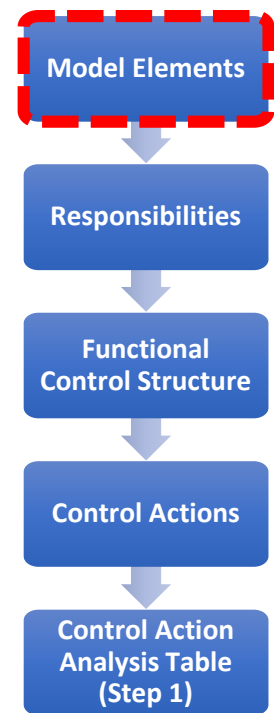 Model Elements
Responsibilities
Functional
Control Structure
Control Actions
Control Action
Analysis Table
(Step 1)